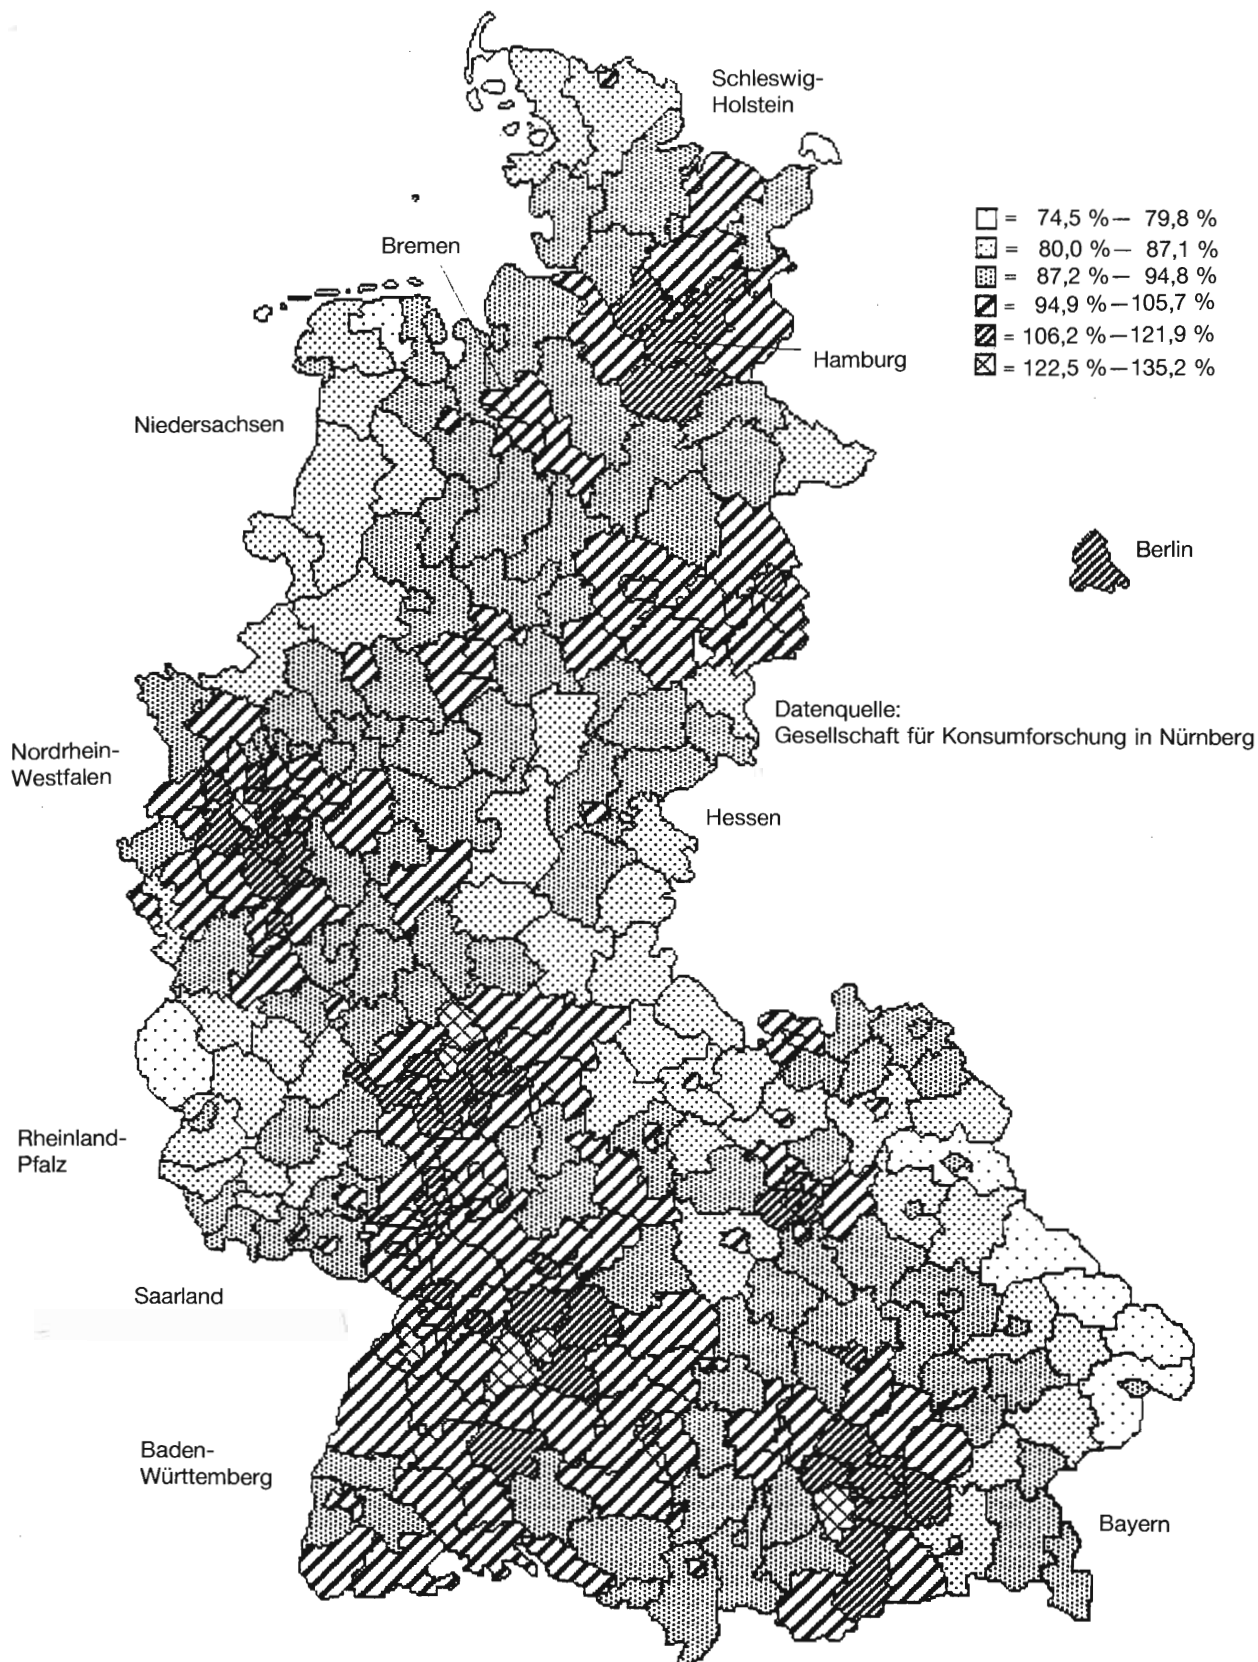 Schleswig-
Holstein
= 74,5 %— 79,8 %
= 80,0 %— 87,1 %
= 87,2 %— 94,8 %
= 94,9 %—105,7 %
= 106,2 %—121,9 %
= 122,5 %—135,2 %
Bremen
Hamburg
Niedersachsen
Berlin
Datenquelle:
Gesellschaft für Konsumforschung in Nürnberg
Nordrhein-
Westfalen
Hessen
Rheinland-
Pfalz
Saarland
Baden-
Württemberg
Bayern